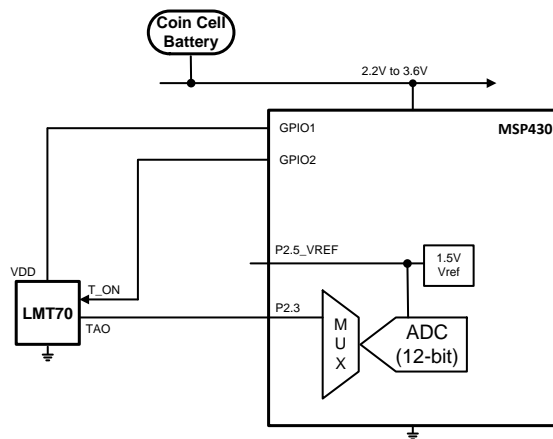 Coin Cell
Battery
2.2V to 3.6V
MSP430
GPIO1
GPIO2
P2.5_VREF
1.5V
Vref
VDD
T_ON
LMT70
TAO
P2.3
M
U
X
ADC
(12-bit)